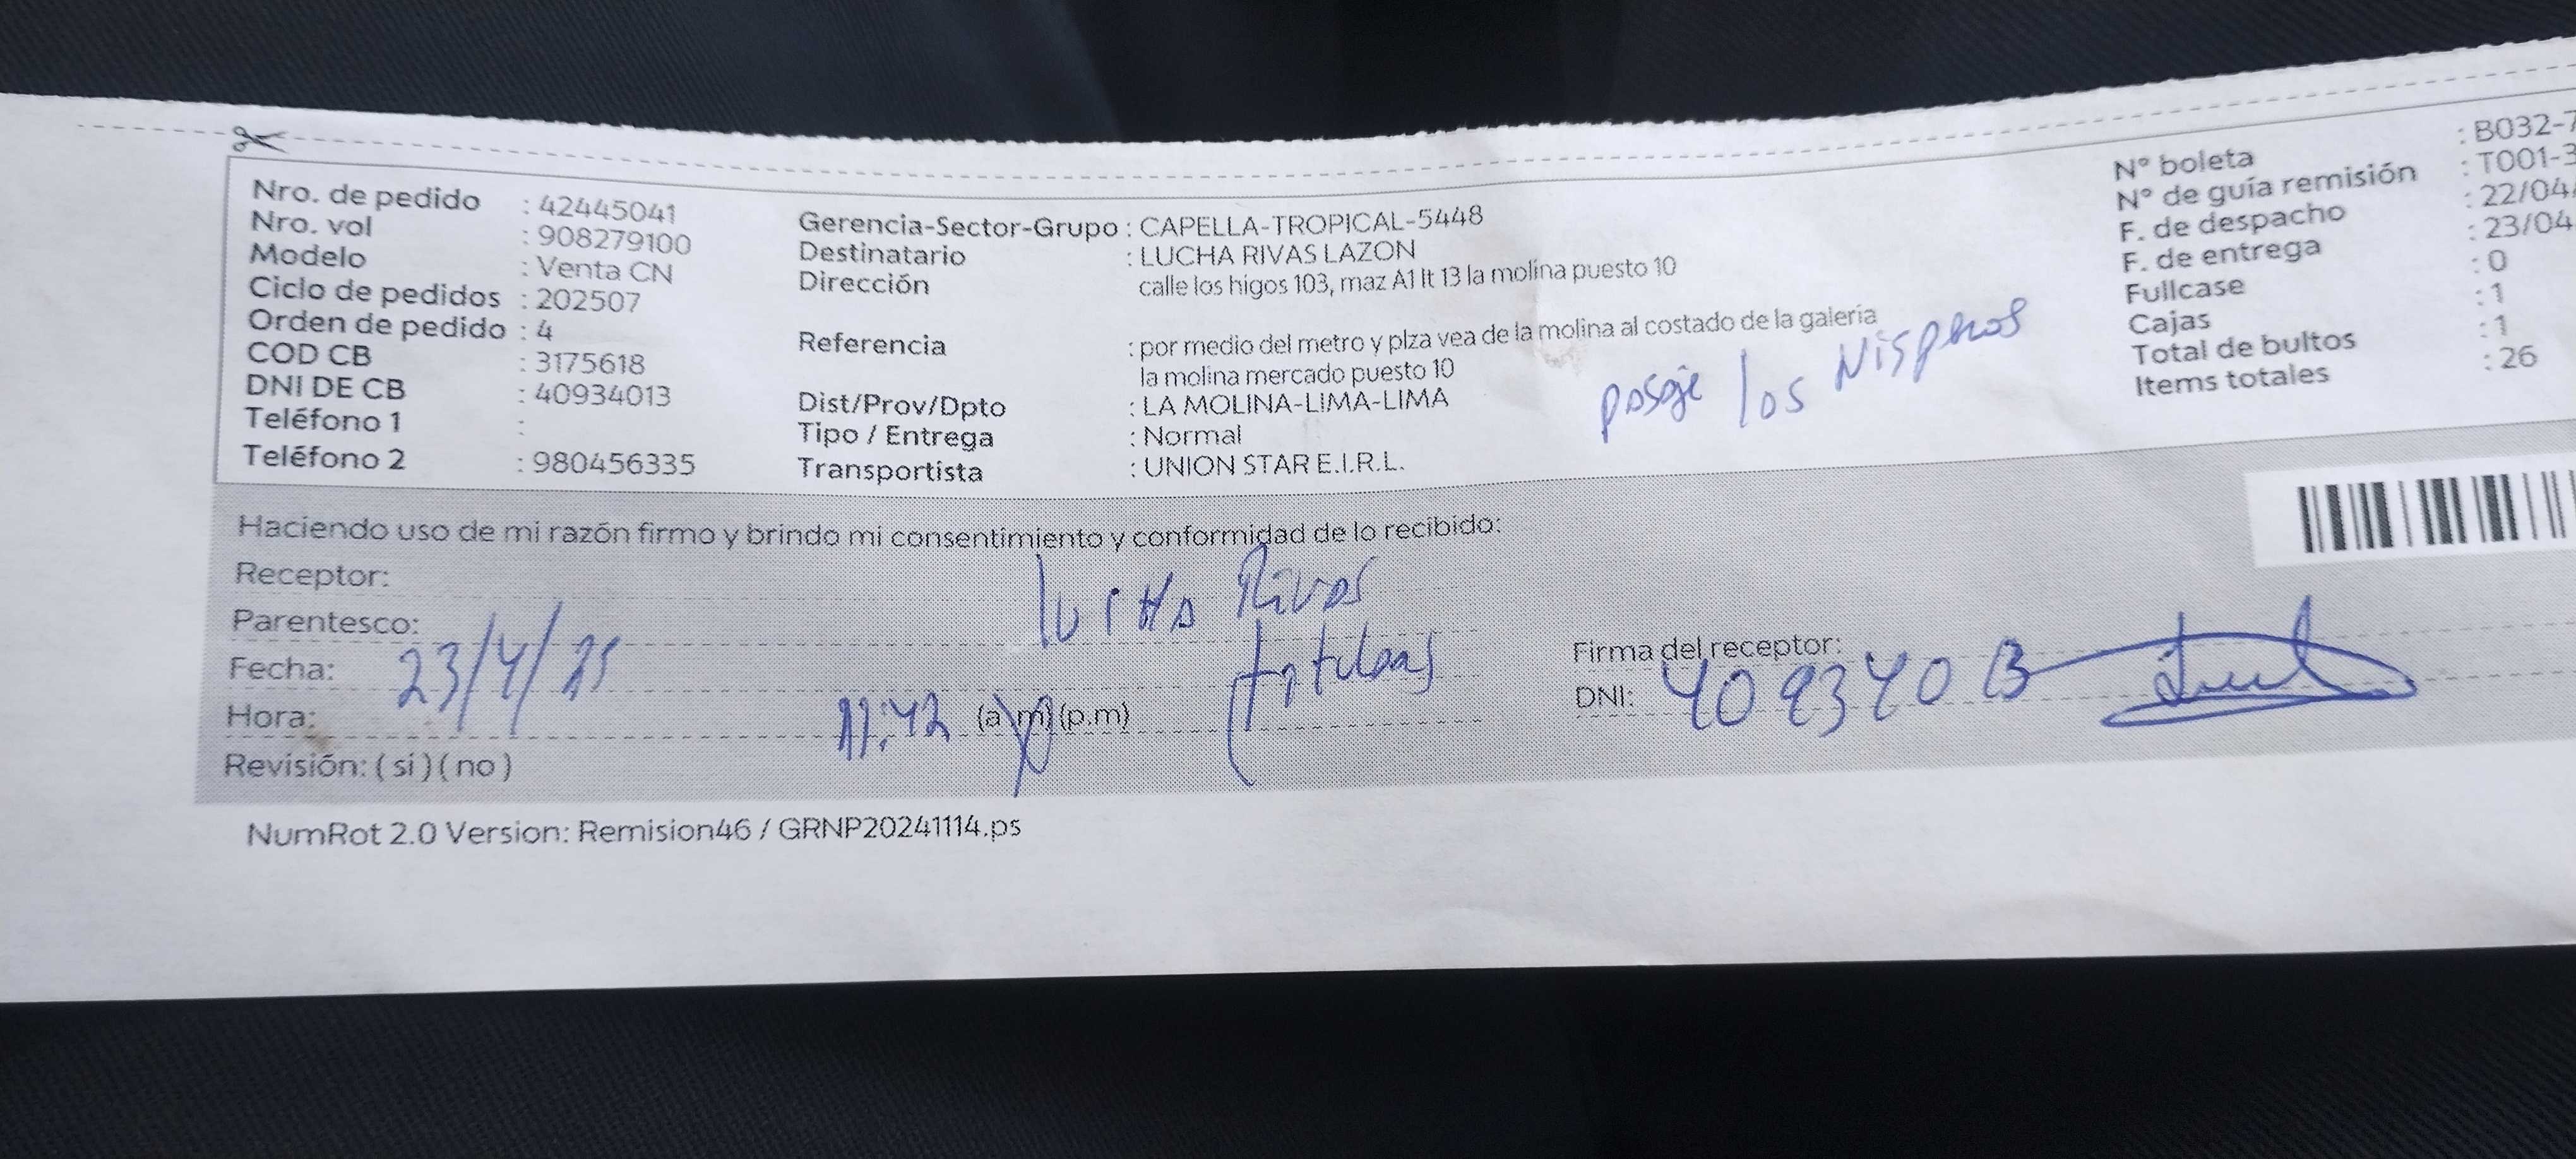 Nro. de pedido : 42445041
Nro. vol : 908279100
Modelo : Venta CN
Ciclo de pedidos : 202507
Orden de pedido : 4
COD CB : 3175618
DNI DE CB : 40934013
Teléfono 1 :
Teléfono 2 : 980456335
Gerencia-Sector-Grupo : CAPELLA-TROPICAL-5448
Destinatario : LUCHA RIVAS LAZON
Dirección : calle los higos 103, maz A1 lt 13 la molina puesto 10
Referencia : por medio del metro y plza vea de la molina al costado de la galería
la molina mercado puesto 10
Dist/Prov/Dpto : LA MOLINA-LIMA-LIMA
Tipo / Entrega : Normal
Transportista : UNION STAR E.I.R.L.
pasaje los Nisperos
N° boleta : B032-7
N° de guía remisión : T001-3
F. de despacho : 22/04/
F. de entrega : 23/04
Fullcase : 0
Cajas : 1
Total de bultos : 1
Items totales : 26
Haciendo uso de mi razón firmo y brindo mi consentimiento y conformidad de lo recibido:
Receptor: lucha Rivas
Parentesco:
Fecha: 23/4/25
Hora: 11:42 (a.m) (p.m)
Revisión: ( si ) ( no )
Firma del receptor:
DNI: 40934013
NumRot 2.0 Version: Remision46 / GRNP20241114.ps